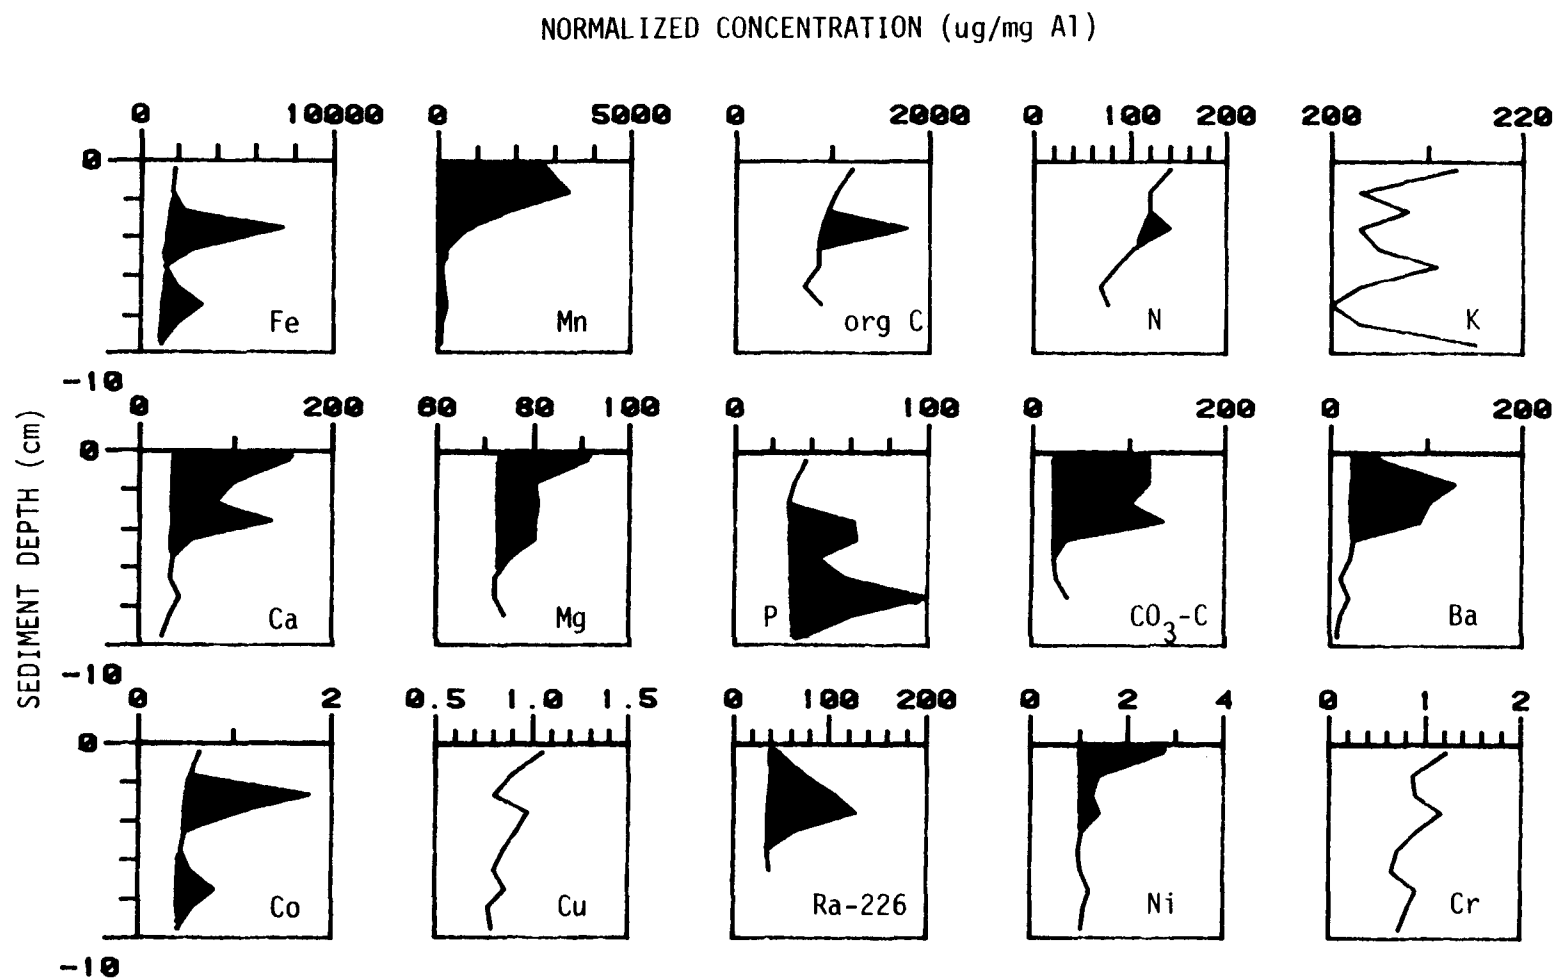 NORMALIZED CONCENTRATION (ug/mg Al)
0 10000 0 5000 0 2000 0 100 200 200 220
0
Fe Mn org C N K
-10
0 200 60 80 100 0 100 0 200 0 200
0
SEDIMENT DEPTH (cm)
Ca Mg P CO3-C Ba
-10
0 2 0.5 1.0 1.5 0 100 200 0 2 4 0 1 2
0
Co Cu Ra-226 Ni Cr
-10